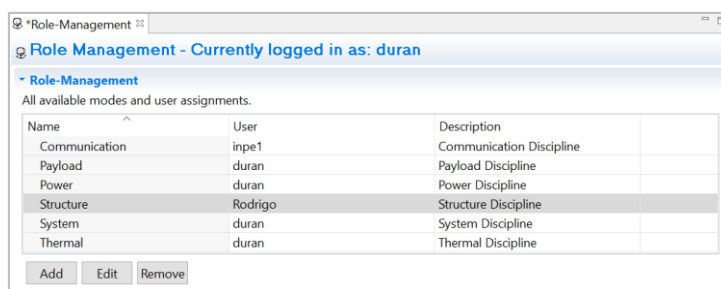 *Role-Management
Role Management - Currently logged in as: duran
Role-Management
All available modes and user assignments.
Name User Description
Communication inpe1 Communication Discipline
Payload duran Payload Discipline
Power duran Power Discipline
Structure Rodrigo Structure Discipline
System duran System Discipline
Thermal duran Thermal Discipline
Add Edit Remove